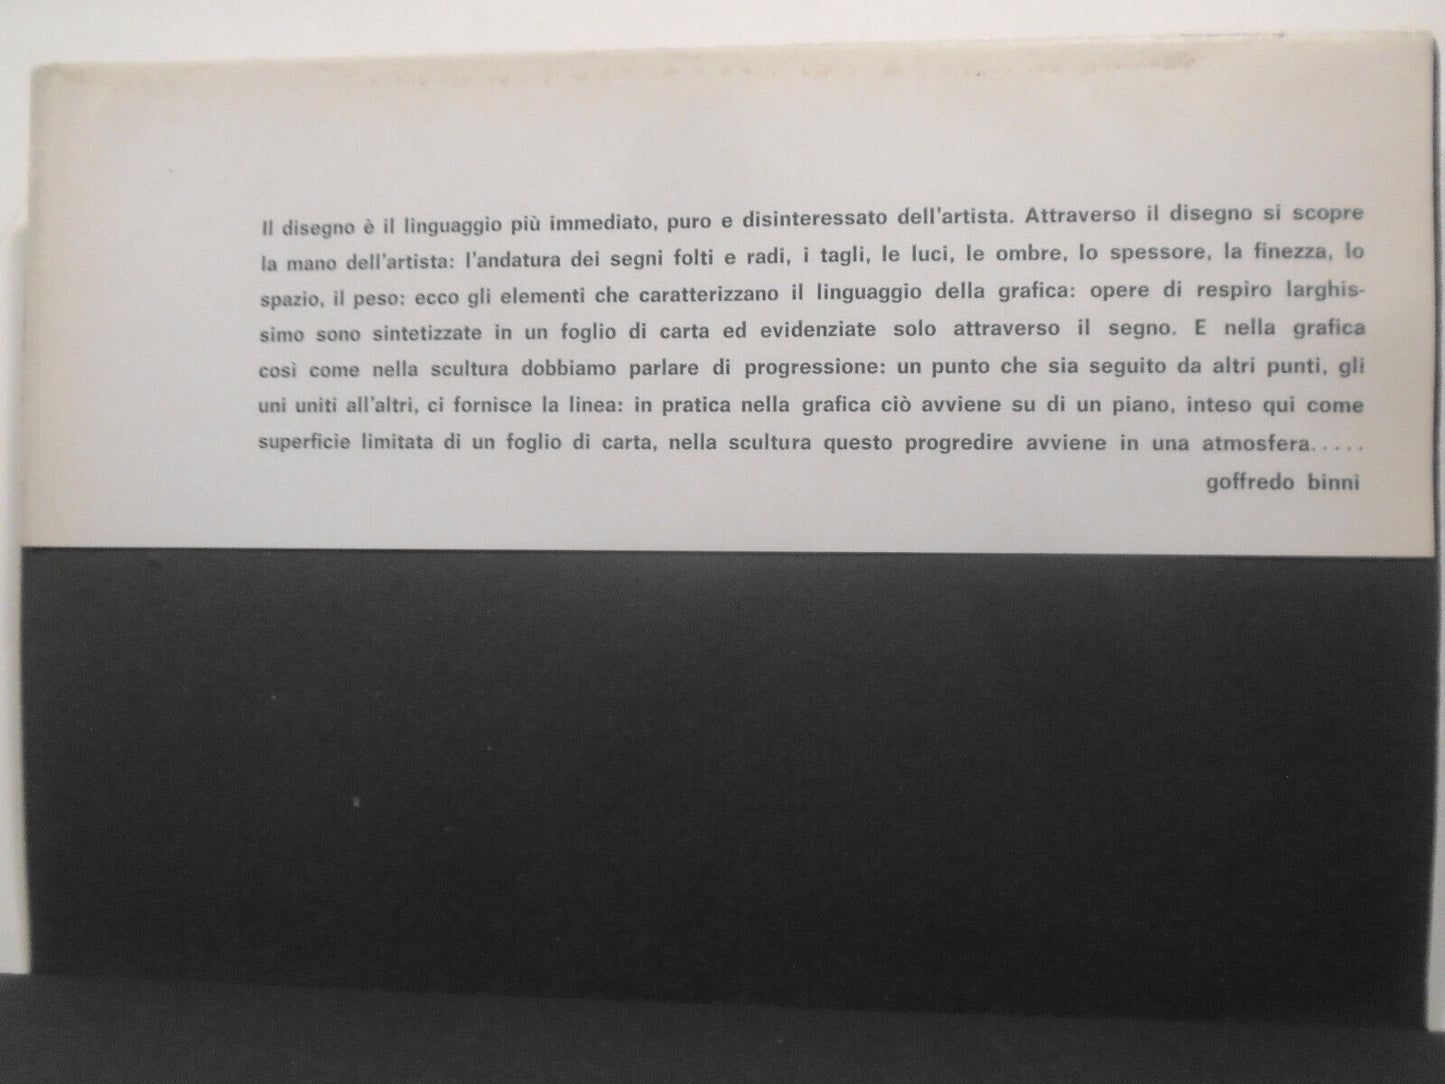 Il disegno è il linguaggio più immediato, puro e disinteressato dell'artista. Attraverso il disegno si scopre
la mano dell'artista: l'andatura dei segni folti e radi, i tagli, le luci, le ombre, lo spessore, la finezza, lo
spazio, il peso: ecco gli elementi che caratterizzano il linguaggio della grafica: opere di respiro larghis-
simo sono sintetizzate in un foglio di carta ed evidenziate solo attraverso il segno. E nella grafica
così come nella scultura dobbiamo parlare di progressione: un punto che sia seguito da altri punti, gli
uni uniti all'altri, ci fornisce la linea: in pratica nella grafica ciò avviene su di un piano, inteso qui come
superficie limitata di un foglio di carta, nella scultura questo progredire avviene in una atmosfera.....
goffredo binni